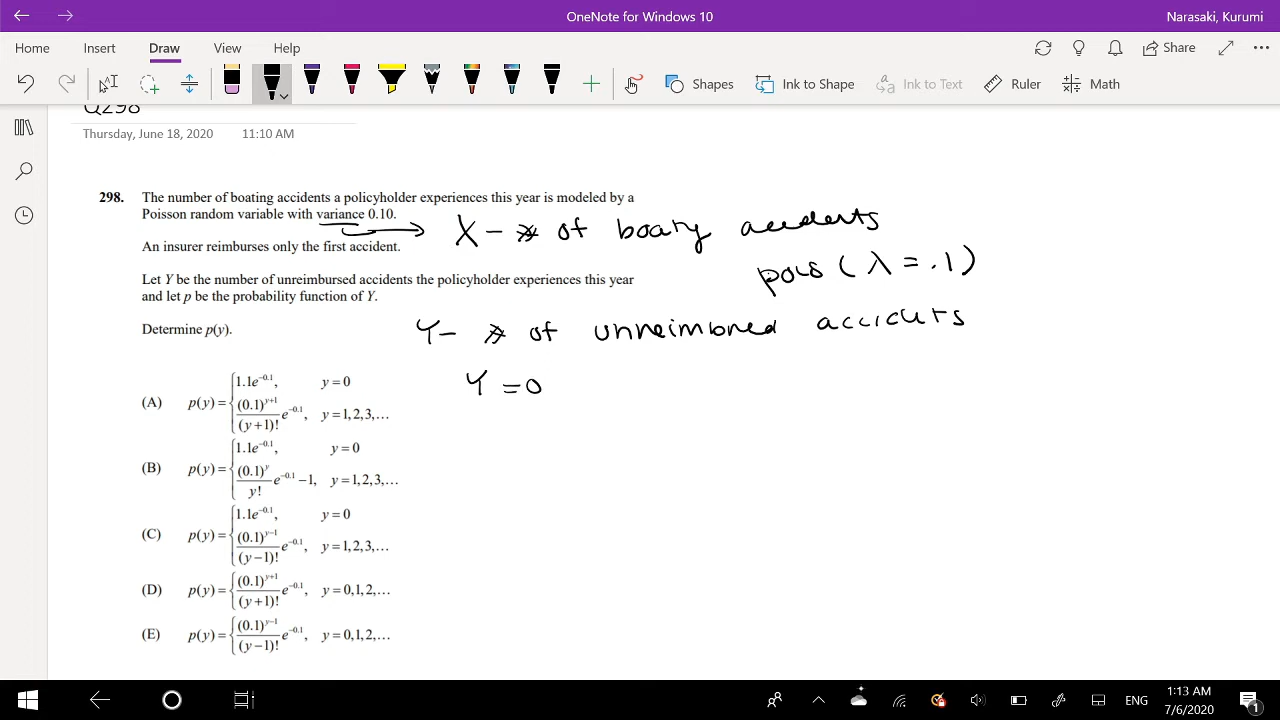 OneNote for Windows 10
Narasaki, Kurumi
Home Insert Draw View Help
Share
Shapes Ink to Shape Ink to Text Ruler Math
Q298
Thursday, June 18, 2020 11:10 AM
298. The number of boating accidents a policyholder experiences this year is modeled by a
Poisson random variable with variance 0.10.
X - # of boating accidents
An insurer reimburses only the first accident.
pois (λ = .1)
Let Y be the number of unreimbursed accidents the policyholder experiences this year
and let p be the probability function of Y.
Determine p(y).
Y - # of unreimbured accidents
Y = 0
(A) p(y) = { 1.1e^{-0.1}, y = 0
(0.1)^{y+1}/(y+1)! e^{-0.1}, y = 1,2,3,…
(B) p(y) = { 1.1e^{-0.1}, y = 0
(0.1)^y/y! e^{-0.1} − 1, y = 1,2,3,…
(C) p(y) = { 1.1e^{-0.1}, y = 0
(0.1)^{y−1}/(y−1)! e^{-0.1}, y = 1,2,3,…
(D) p(y) = { (0.1)^{y+1}/(y+1)! e^{-0.1}, y = 0,1,2,…
(E) p(y) = { (0.1)^{y−1}/(y−1)! e^{-0.1}, y = 0,1,2,…
ENG
1:13 AM
7/6/2020
1